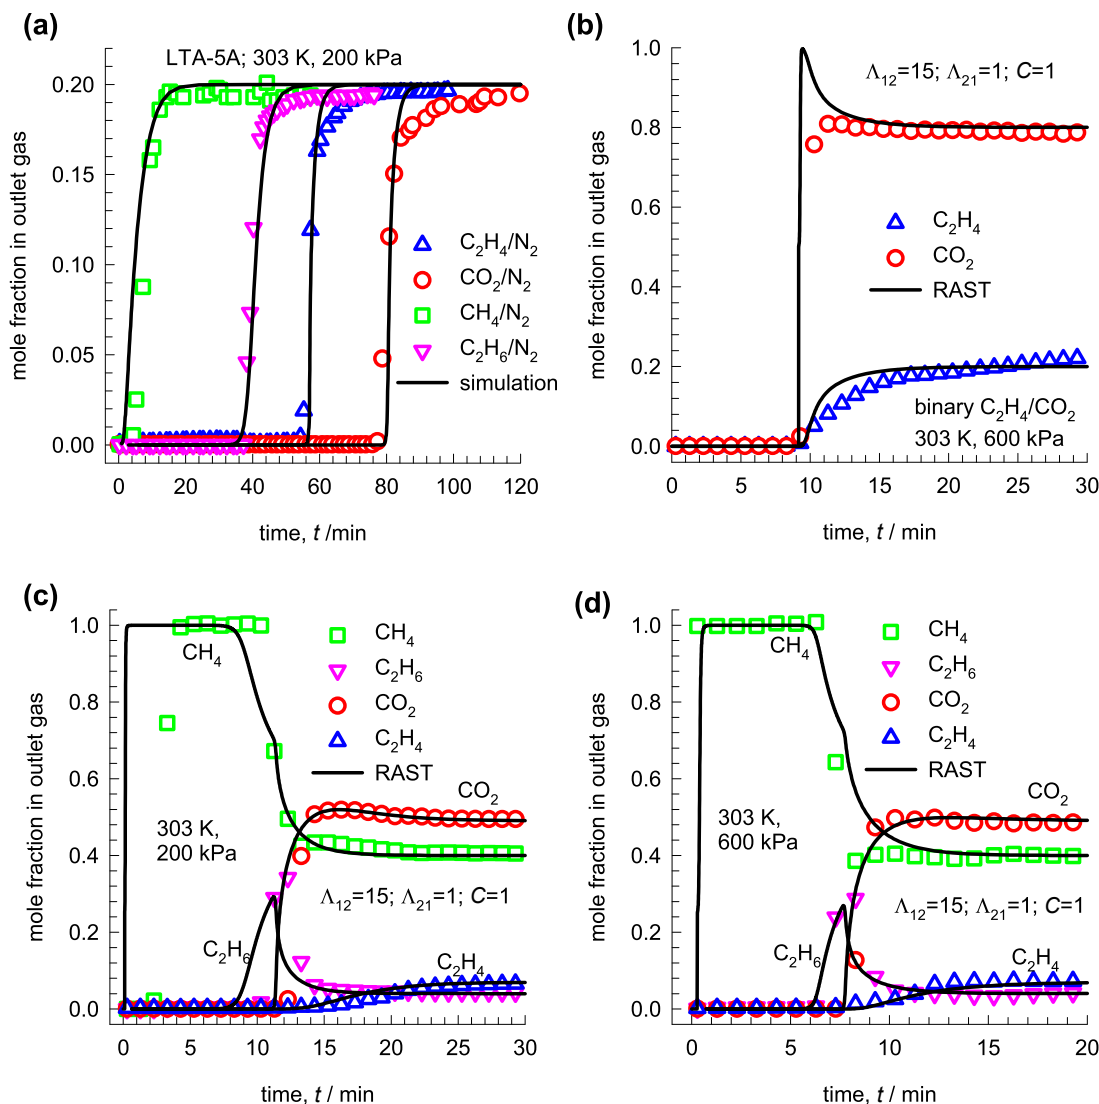 (a)
LTA-5A; 303 K, 200 kPa
0.20
0.15
0.10
0.05
0.00
mole fraction in outlet gas
C2H4/N2
CO2/N2
CH4/N2
C2H6/N2
simulation
0 20 40 60 80 100 120
time, t /min
(b)
Λ12=15; Λ21=1; C=1
1.0
0.8
0.6
0.4
0.2
0.0
mole fraction in outlet gas
C2H4
CO2
RAST
binary C2H4/CO2
303 K, 600 kPa
0 5 10 15 20 25 30
time, t / min
(c)
1.0
0.8
0.6
0.4
0.2
0.0
mole fraction in outlet gas
CH4
CH4
C2H6
CO2
C2H4
RAST
CO2
303 K,
200 kPa
Λ12=15; Λ21=1; C=1
C2H6
C2H4
0 5 10 15 20 25 30
time, t / min
(d)
1.0
0.8
0.6
0.4
0.2
0.0
mole fraction in outlet gas
CH4
CH4
C2H6
CO2
C2H4
RAST
CO2
303 K,
600 kPa
Λ12=15; Λ21=1; C=1
C2H6
C2H4
0 5 10 15 20
time, t / min